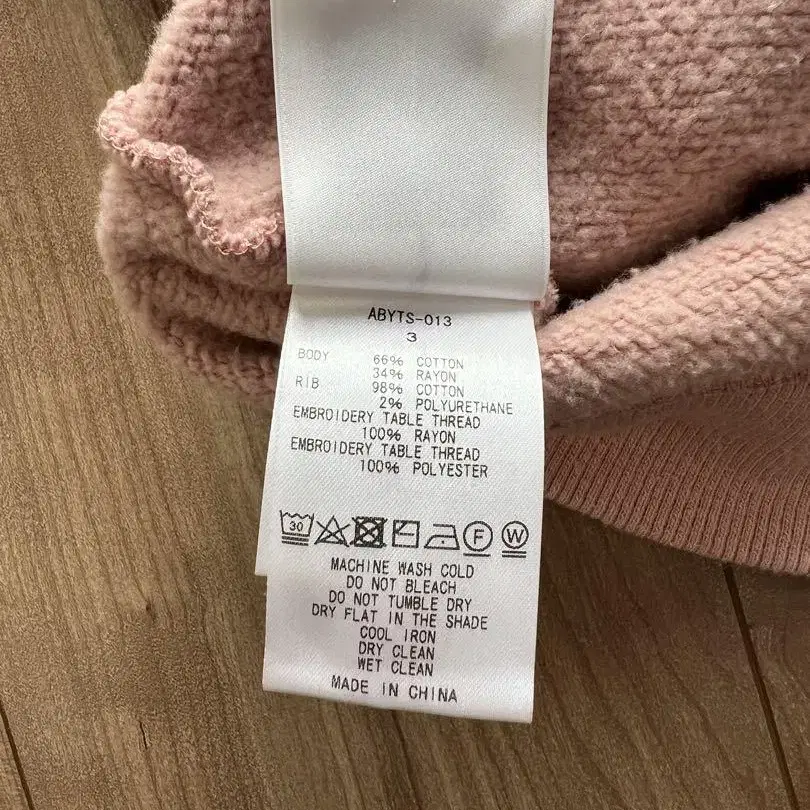 ABYTS-013
3
BODY 66% COTTON
34% RAYON
RIB 98% COTTON
2% POLYURETHANE
EMBROIDERY TABLE THREAD
100% RAYON
EMBROIDERY TABLE THREAD
100% POLYESTER
30 F W
MACHINE WASH COLD
DO NOT BLEACH
DO NOT TUMBLE DRY
DRY FLAT IN THE SHADE
COOL IRON
DRY CLEAN
WET CLEAN
MADE IN CHINA